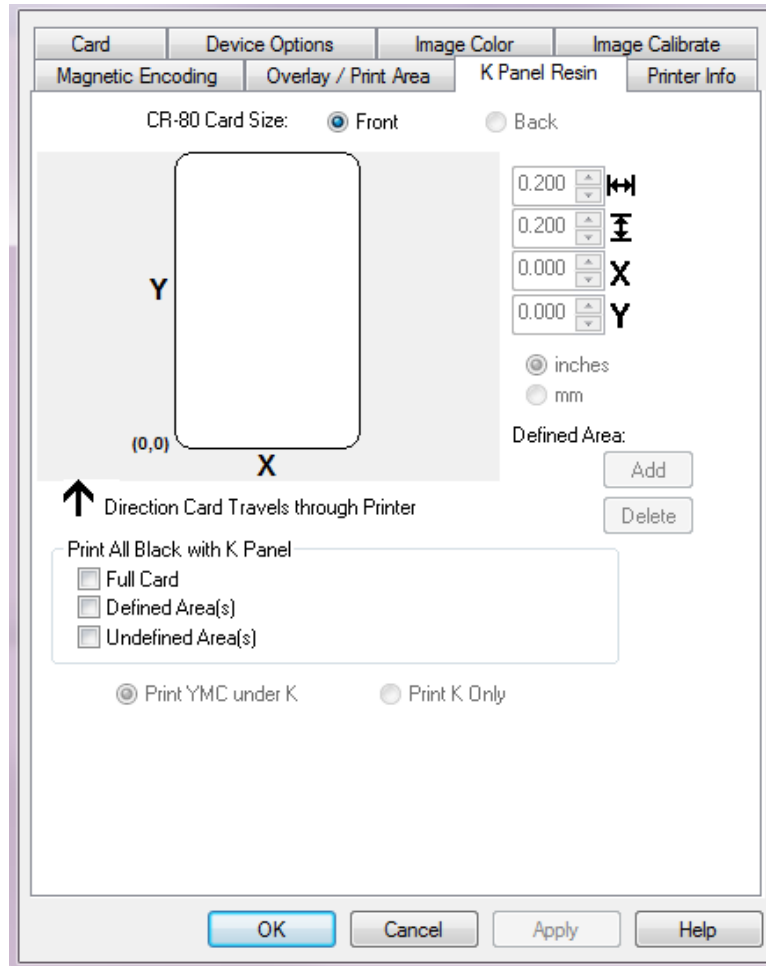 Card Device Options Image Color Image Calibrate
Magnetic Encoding Overlay / Print Area K Panel Resin Printer Info
CR-80 Card Size: Front Back
0.200
0.200
0.000 X
0.000 Y
Y
inches
mm
(0,0)
X
Defined Area:
Add
Direction Card Travels through Printer
Delete
Print All Black with K Panel
Full Card
Defined Area(s)
Undefined Area(s)
Print YMC under K Print K Only
OK Cancel Apply Help